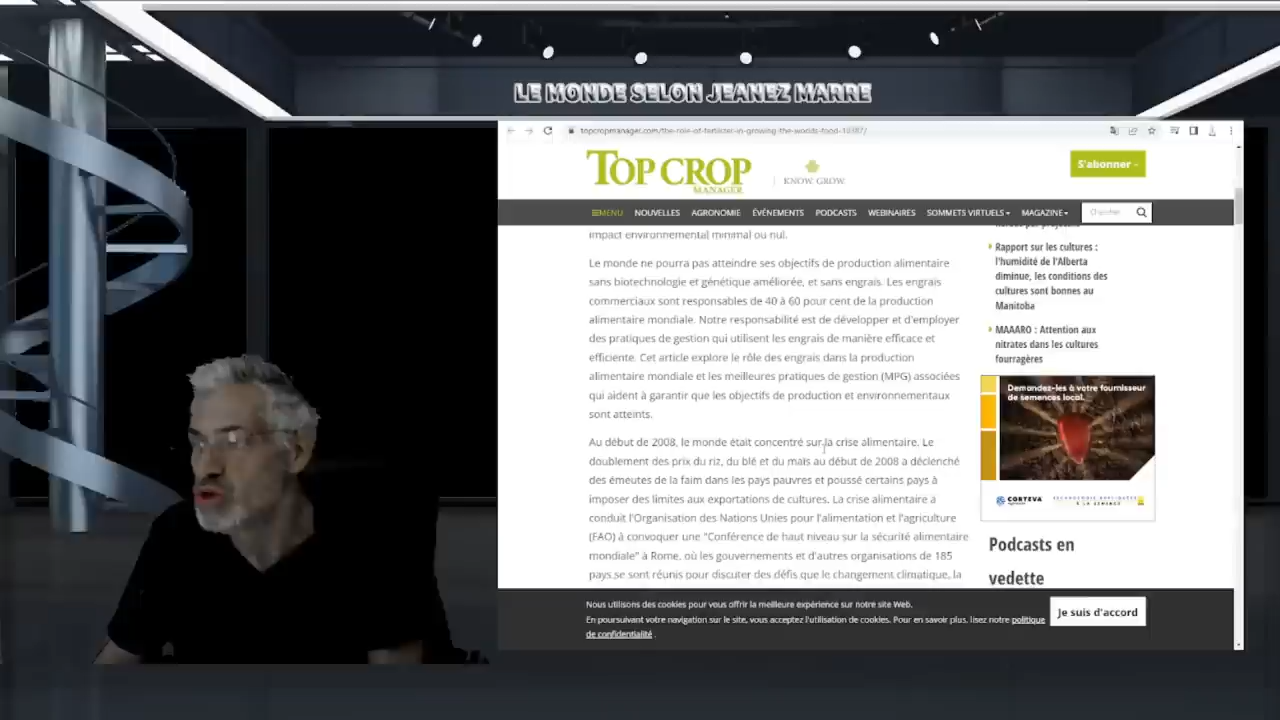 LE MONDE SELON JEANEZ MARRE
topcropmanager.com/the-role-of-fertilizer-in-growing-the-worlds-food-10087/
TOP CROP
MANAGER
KNOW. GROW.
S'abonner
MENU NOUVELLES AGRONOMIE ÉVÉNEMENTS PODCASTS WEBINAIRES SOMMETS VIRTUELS MAGAZINE Chercher
impact environnemental minimal ou nul.
Le monde ne pourra pas atteindre ses objectifs de production alimentaire
sans biotechnologie et génétique améliorée, et sans engrais. Les engrais
commerciaux sont responsables de 40 à 60 pour cent de la production
alimentaire mondiale. Notre responsabilité est de développer et d'employer
des pratiques de gestion qui utilisent les engrais de manière efficace et
efficiente. Cet article explore le rôle des engrais dans la production
alimentaire mondiale et les meilleures pratiques de gestion (MPG) associées
qui aident à garantir que les objectifs de production et environnementaux
sont atteints.
Au début de 2008, le monde était concentré sur la crise alimentaire. Le
doublement des prix du riz, du blé et du maïs au début de 2008 a déclenché
des émeutes de la faim dans les pays pauvres et poussé certains pays à
imposer des limites aux exportations de cultures. La crise alimentaire a
conduit l'Organisation des Nations Unies pour l'alimentation et l'agriculture
(FAO) à convoquer une "Conférence de haut niveau sur la sécurité alimentaire
mondiale" à Rome, où les gouvernements et d'autres organisations de 185
pays se sont réunis pour discuter des défis que le changement climatique, la
Rapport sur les cultures :
l'humidité de l'Alberta
diminue, les conditions des
cultures sont bonnes au
Manitoba
MAAARO : Attention aux
nitrates dans les cultures
fourragères
Demandez-les à votre fournisseur
de semences local.
CORTEVA
Podcasts en
vedette
Nous utilisons des cookies pour vous offrir la meilleure expérience sur notre site Web.
En poursuivant votre navigation sur le site, vous acceptez l'utilisation de cookies. Pour en savoir plus, lisez notre politique
de confidentialité .
Je suis d'accord